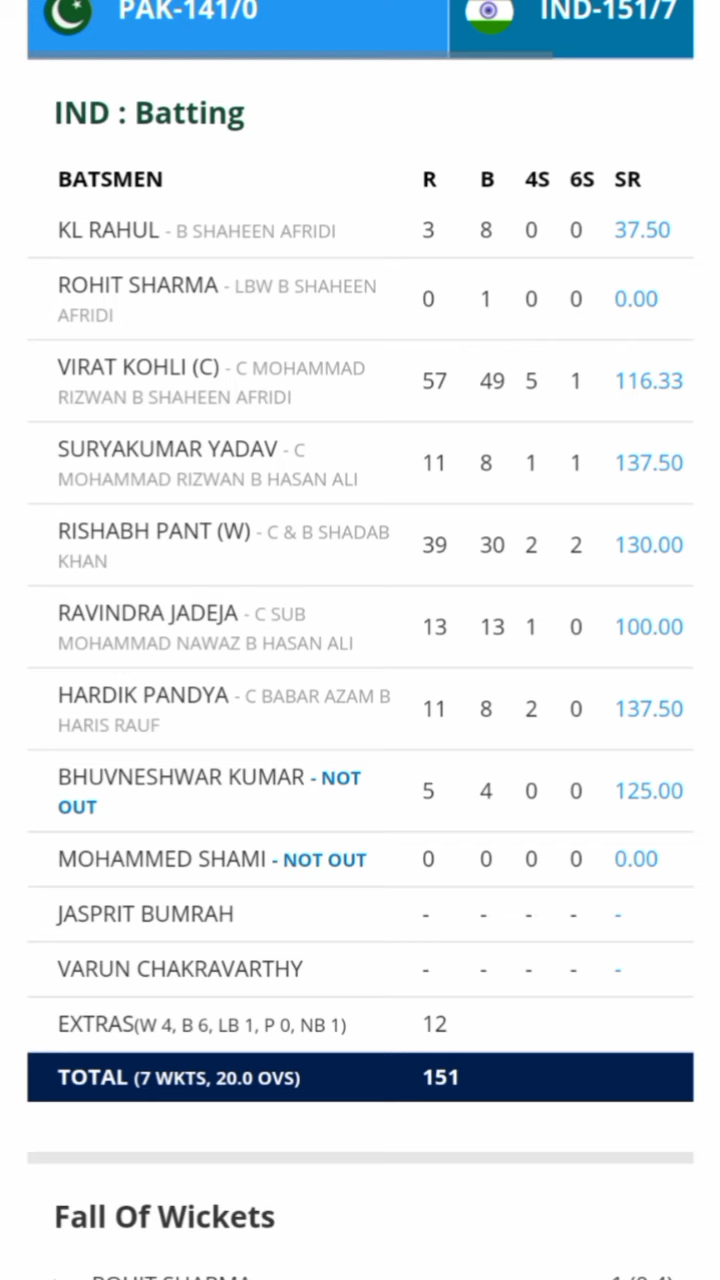 PAK-141/0 IND-151/7
IND : Batting
BATSMEN R B 4S 6S SR
KL RAHUL - B SHAHEEN AFRIDI 3 8 0 0 37.50
ROHIT SHARMA - LBW B SHAHEEN
AFRIDI 0 1 0 0 0.00
VIRAT KOHLI (C) - C MOHAMMAD
RIZWAN B SHAHEEN AFRIDI 57 49 5 1 116.33
SURYAKUMAR YADAV - C
MOHAMMAD RIZWAN B HASAN ALI 11 8 1 1 137.50
RISHABH PANT (W) - C & B SHADAB
KHAN 39 30 2 2 130.00
RAVINDRA JADEJA - C SUB
MOHAMMAD NAWAZ B HASAN ALI 13 13 1 0 100.00
HARDIK PANDYA - C BABAR AZAM B
HARIS RAUF 11 8 2 0 137.50
BHUVNESHWAR KUMAR - NOT
OUT 5 4 0 0 125.00
MOHAMMED SHAMI - NOT OUT 0 0 0 0 0.00
JASPRIT BUMRAH - - - - -
VARUN CHAKRAVARTHY - - - - -
EXTRAS(W 4, B 6, LB 1, P 0, NB 1) 12
TOTAL (7 WKTS, 20.0 OVS) 151
Fall Of Wickets
ROHIT SHARMA